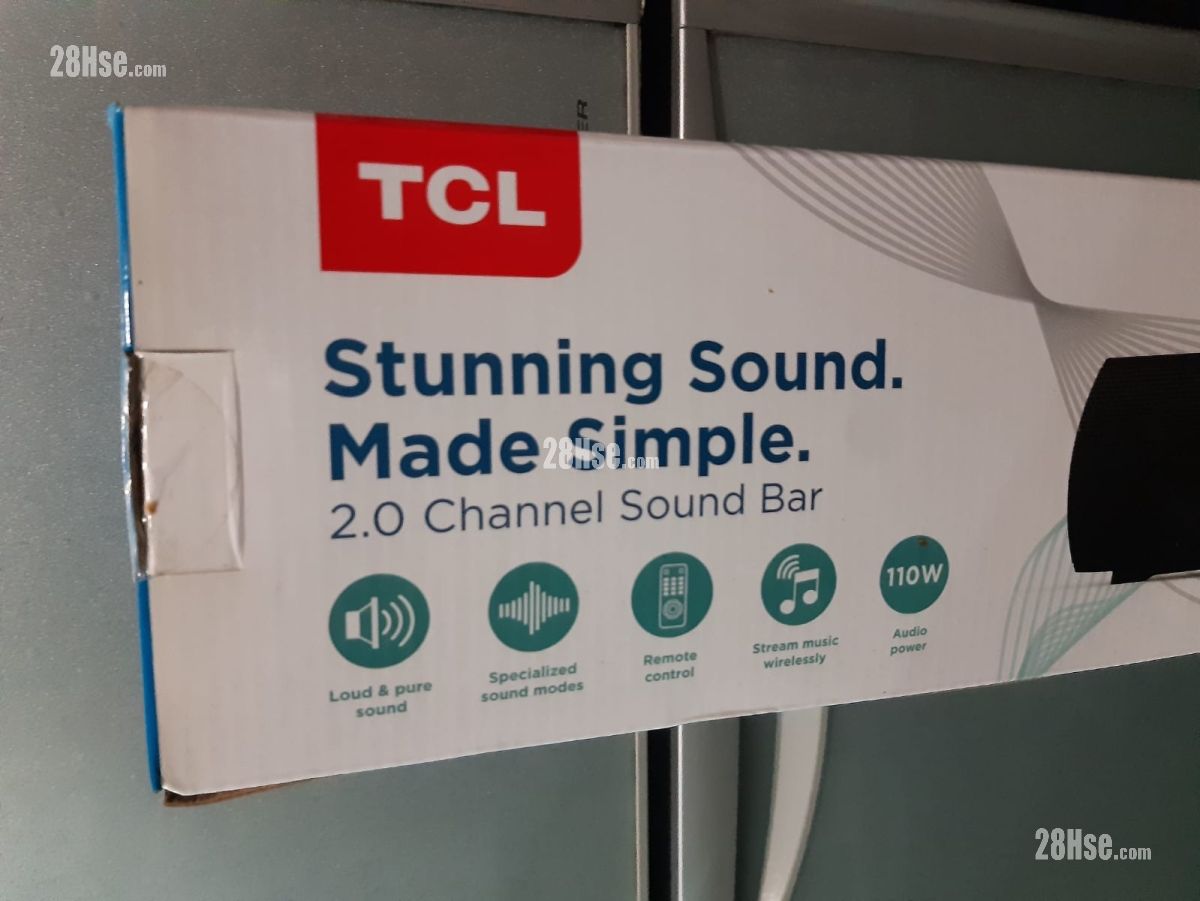 28Hse.com
ER
TCL
Stunning Sound.
Made Simple.
28Hse.com
2.0 Channel Sound Bar
110W
Loud & pure
sound
Specialized
sound modes
Remote
control
Stream music
wirelessly
Audio
power
28Hse.com